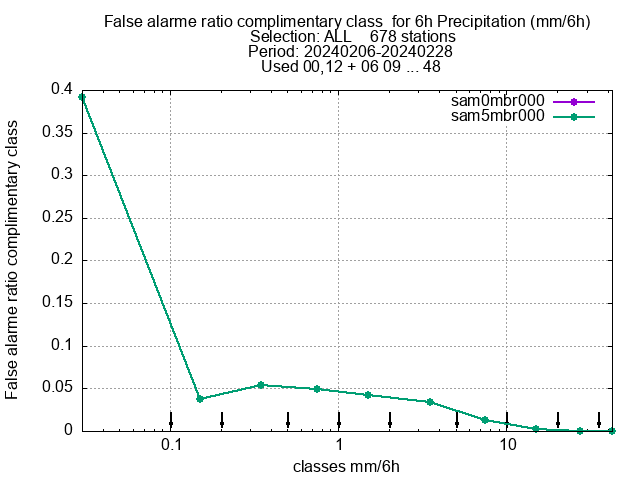 False alarme ratio complimentary class  for 6h Precipitation (mm/6h)
Selection: ALL    678 stations
Period: 20240206-20240228
Used 00,12 + 06 09 ... 48
sam0mbr000
sam5mbr000
False alarme ratio complimentary class
0.4
0.35
0.3
0.25
0.2
0.15
0.1
0.05
0
0.1 1 10
classes mm/6h